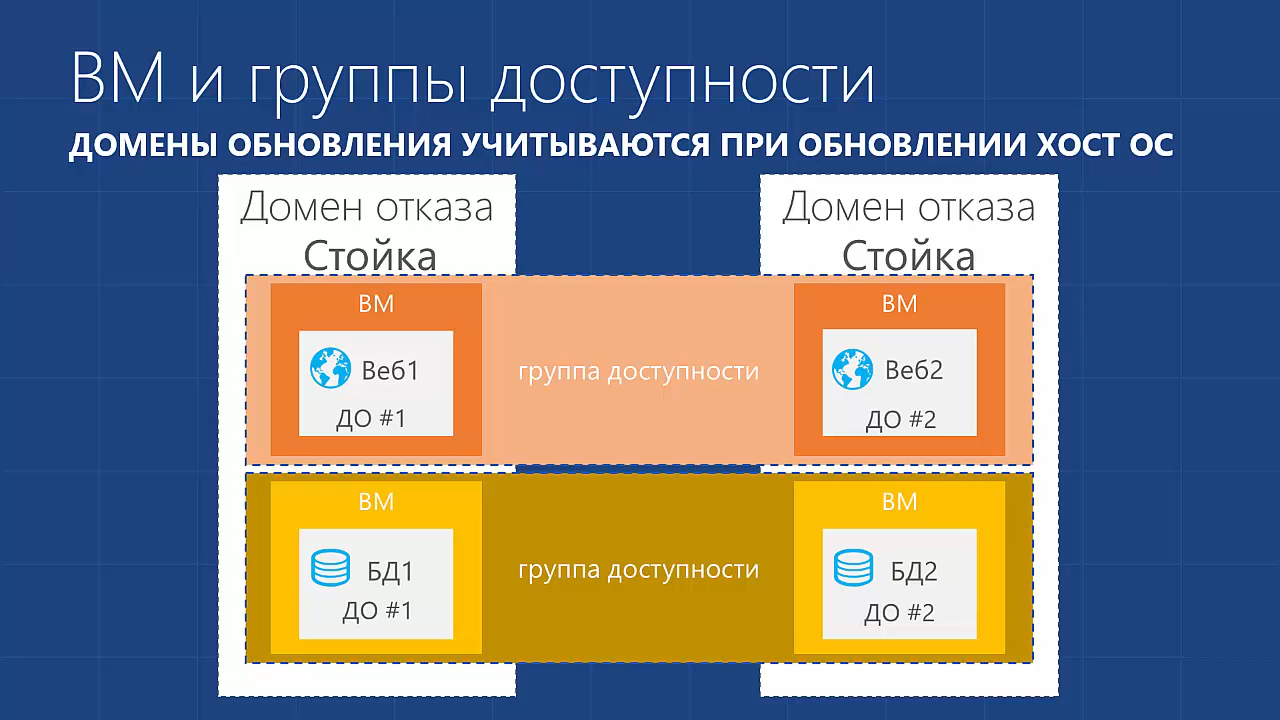 ВМ и группы доступности
ДОМЕНЫ ОБНОВЛЕНИЯ УЧИТЫВАЮТСЯ ПРИ ОБНОВЛЕНИИ ХОСТ ОС
Домен отказа
Стойка
Домен отказа
Стойка
ВМ
Веб1
ДО #1
группа доступности
ВМ
Веб2
ДО #2
ВМ
БД1
ДО #1
группа доступности
ВМ
БД2
ДО #2